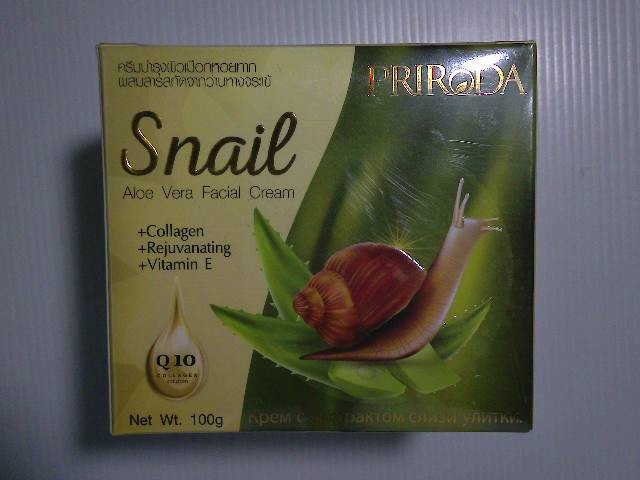 ครีมบำรุงผิวเมือกหอยทาก
ผสมสารสกัดจากว่านหางจระเข้
PRIRODA
Snail
Aloe Vera Facial Cream
+Collagen
+Rejuvanating
+Vitamin E
Q10
COLLAGEN
solution
Net Wt. 100g
Крем с экстрактом слизи улитки.